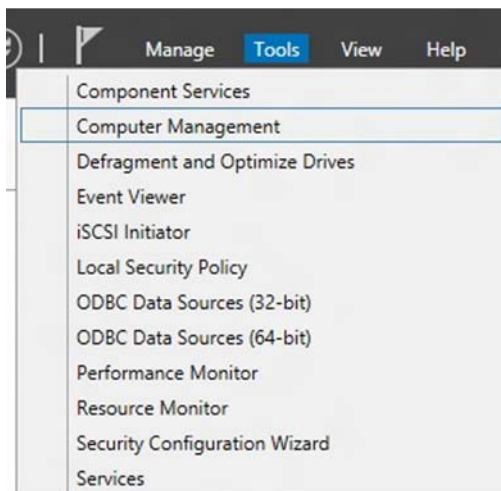 Manage Tools View Help
Component Services
Computer Management
Defragment and Optimize Drives
Event Viewer
iSCSI Initiator
Local Security Policy
ODBC Data Sources (32-bit)
ODBC Data Sources (64-bit)
Performance Monitor
Resource Monitor
Security Configuration Wizard
Services